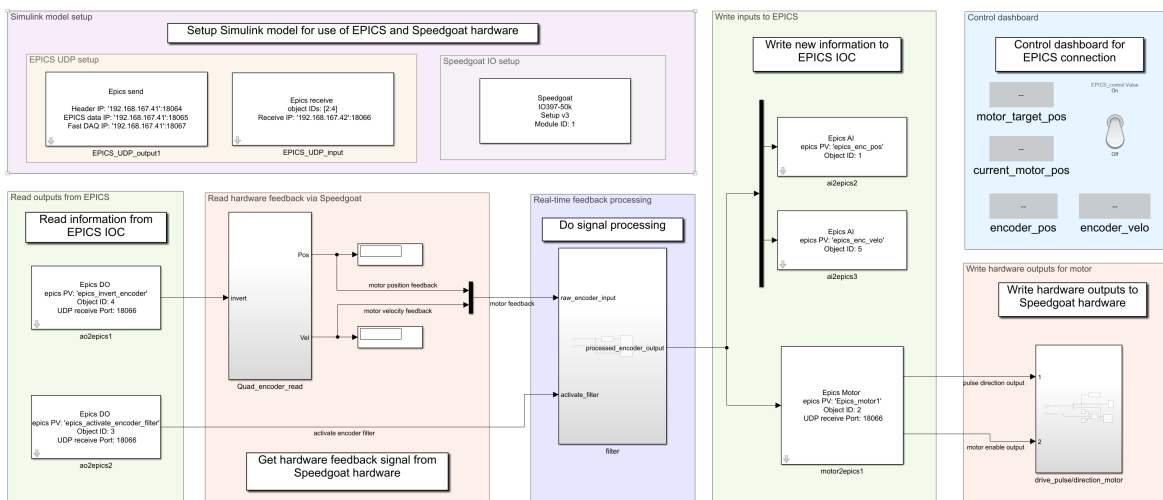 Simulink model setup
Setup Simulink model for use of EPICS and Speedgoat hardware
EPICS UDP setup
Epics send
Header IP: '192.168.167.41':18064
EPICS data IP: '192.168.167.41':18065
Fast DAQ IP: '192.168.167.41':18067
EPICS_UDP_output1
Epics receive
object IDs: [2:4]
Receive IP: '192.168.167.42':18066
EPICS_UDP_input
Speedgoat IO setup
Speedgoat
IO397-50k
Setup v3
Module ID: 1
Write inputs to EPICS
Write new information to
EPICS IOC
Epics AI
epics PV: 'epics_enc_pos'
Object ID: 1
ai2epics2
Epics AI
epics PV: 'epics_enc_velo'
Object ID: 5
ai2epics3
Epics Motor
epics PV: 'Epics_motor1'
Object ID: 2
UDP receive Port: 18066
motor2epics1
Control dashboard
Control dashboard for
EPICS connection
--
motor_target_pos
EPICS_control Value
On
Off
--
current_motor_pos
--
encoder_pos
--
encoder_velo
Read outputs from EPICS
Read information from
EPICS IOC
Epics DO
epics PV: 'epics_invert_encoder'
Object ID: 4
UDP receive Port: 18066
ao2epics1
Epics DO
epics PV: 'epics_activate_encoder_filter'
Object ID: 3
UDP receive Port: 18066
ao2epics2
Read hardware feedback via Speedgoat
invert
Pos
Vel
Quad_encoder_read
motor position feedback
motor velocity feedback
motor feedback
activate encoder filter
Get hardware feedback signal from
Speedgoat hardware
Real-time feedback processing
Do signal processing
raw_encoder_input
processed_encoder_output
activate_filter
filter
Write hardware outputs for motor
Write hardware outputs to
Speedgoat hardware
pulse direction output
motor enable output
1
2
drive_pulse/direction_motor